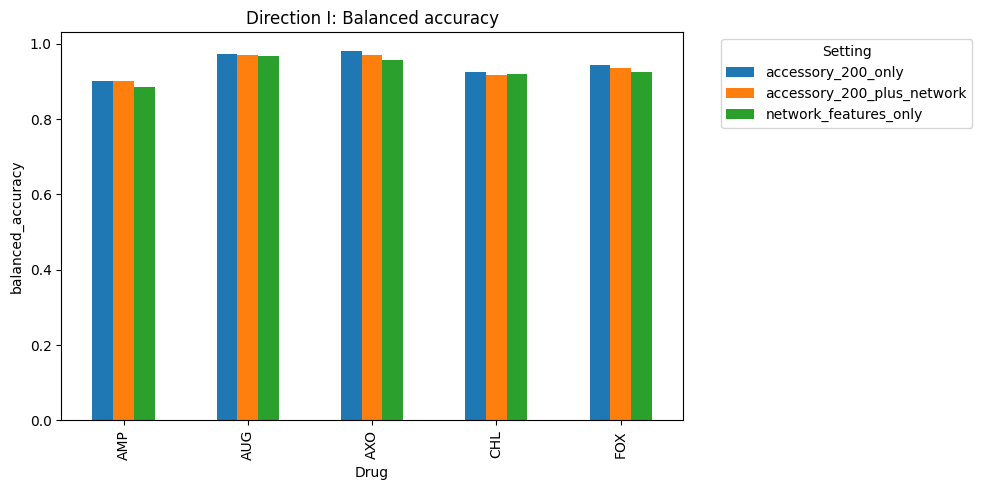 Direction I: Balanced accuracy
Setting
accessory_200_only
accessory_200_plus_network
network_features_only
balanced_accuracy
1.0
0.8
0.6
0.4
0.2
0.0
AMP
AUG
AXO
CHL
FOX
Drug